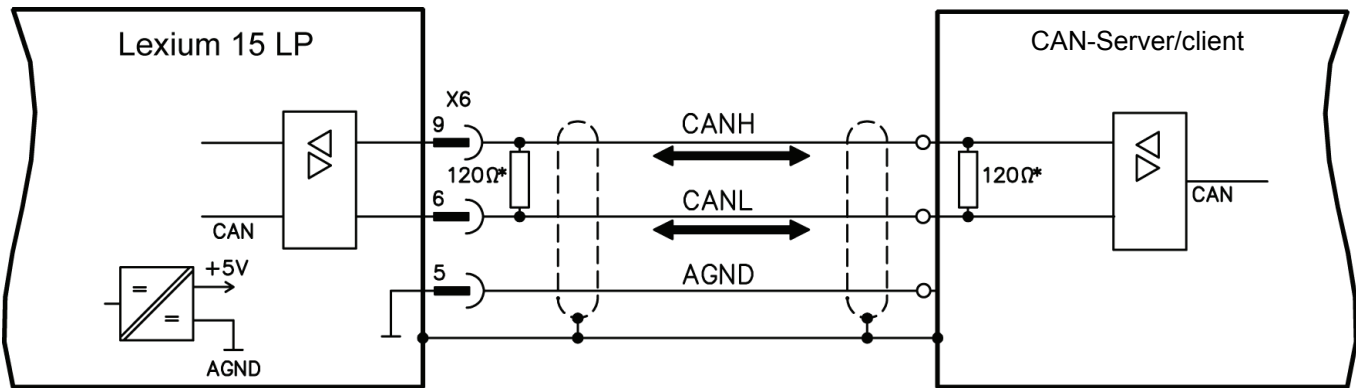 Lexium 15 LP
CAN-Server/client
X6
9
CANH
120Ω*
120Ω*
6
CANL
CAN
CAN
+5V
5
AGND
=
=
AGND